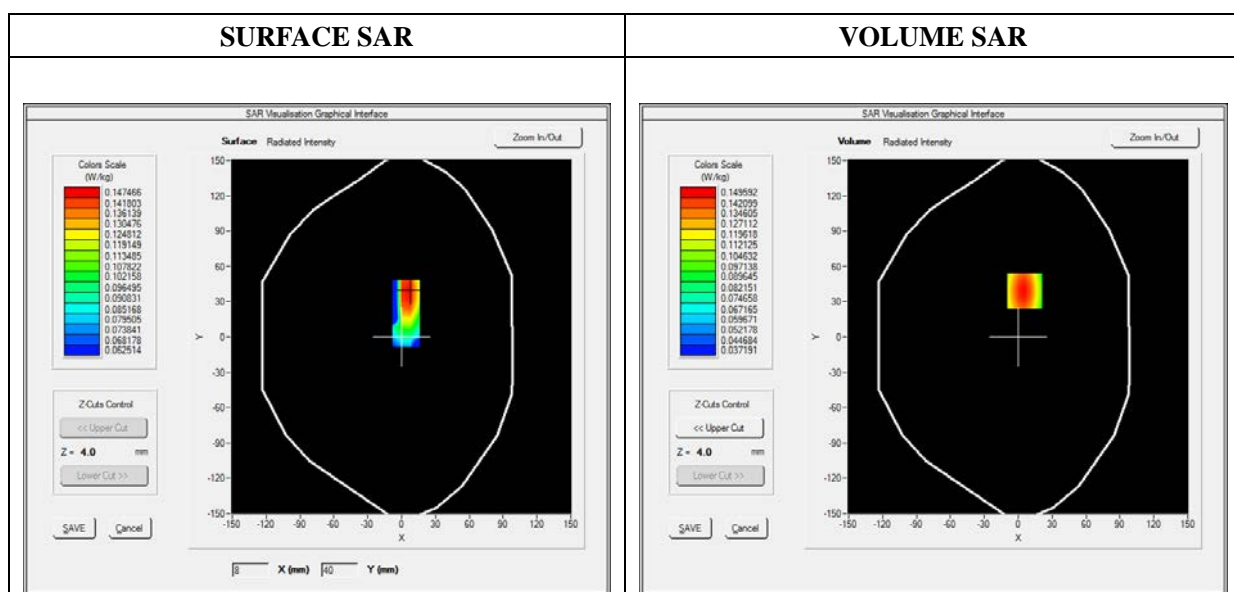 SURFACE SAR
VOLUME SAR
SAR Visualisation Graphical Interface
Surface Radiated Intensity
Zoom In/Out
Colors Scale
(W/kg)
0.147466
0.141803
0.136139
0.130476
0.124812
0.119149
0.113485
0.107822
0.102158
0.096495
0.090831
0.085168
0.079505
0.073841
0.068178
0.062514
Z-Cuts Control
<< Upper Cut
Z = 4.0 mm
Lower Cut >>
SAVE Cancel
150
120
90
60
30
Y 0
-30
-60
-90
-120
-150
-150 -120 -90 -60 -30 0 30 60 90 120 150
X
8 X (mm) 40 Y (mm)
SAR Visualisation Graphical Interface
Volume Radiated Intensity
Zoom In/Out
Colors Scale
(W/kg)
0.149592
0.142099
0.134605
0.127112
0.119618
0.112125
0.104632
0.097138
0.089645
0.082151
0.074658
0.067165
0.059671
0.052178
0.044684
0.037191
Z-Cuts Control
<< Upper Cut
Z = 4.0 mm
Lower Cut >>
SAVE Cancel
150
120
90
60
30
Y 0
-30
-60
-90
-120
-150
-150 -120 -90 -60 -30 0 30 60 90 120 150
X